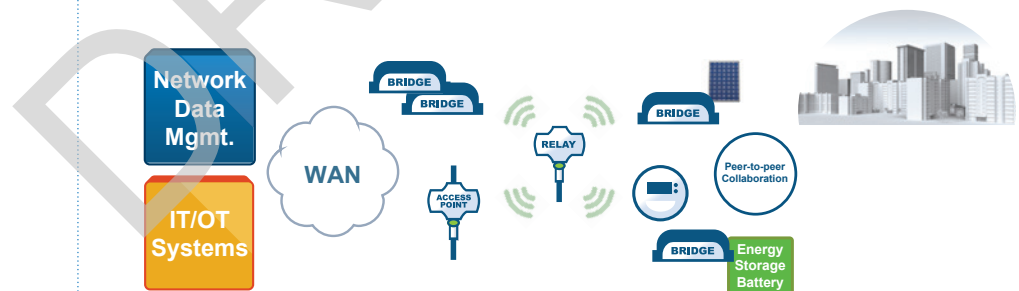 Network
Data
Mgmt.
IT/OT
Systems
WAN
BRIDGE
BRIDGE
ACCESS
POINT
RELAY
BRIDGE
Peer-to-peer
Collaboration
BRIDGE
Energy
Storage
Battery